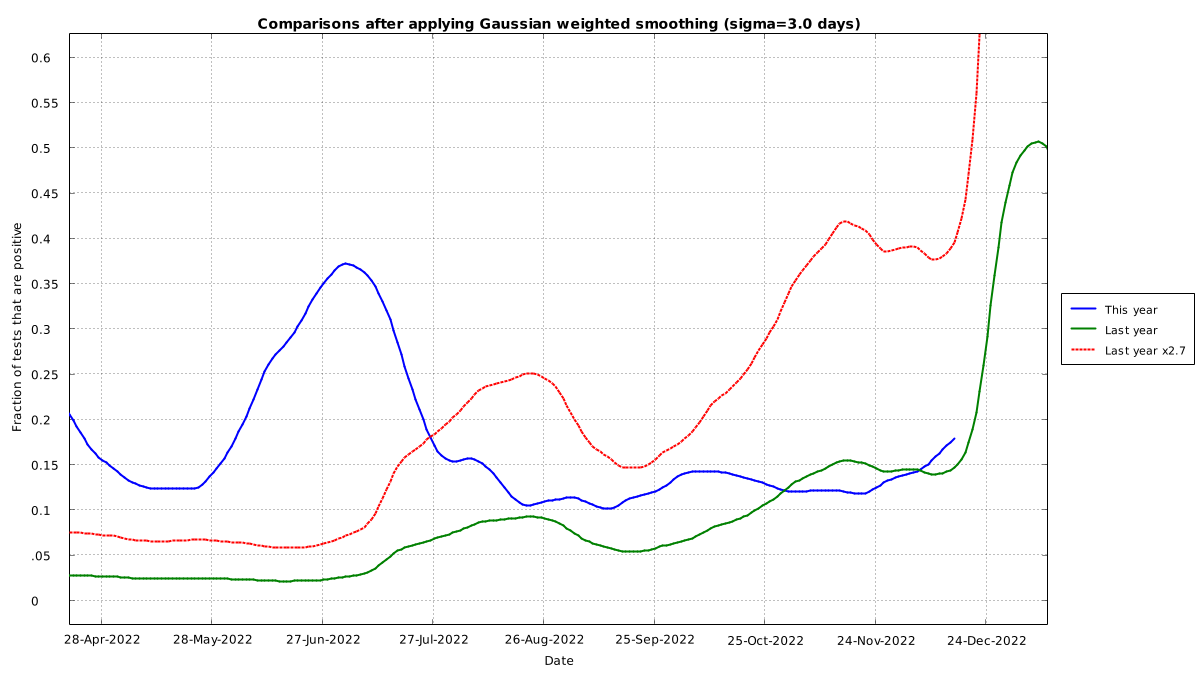 Comparisons after applying Gaussian weighted smoothing (sigma=3.0 days)
Fraction of tests that are positive
0.6
0.55
0.5
0.45
0.4
0.35
0.3
0.25
0.2
0.15
0.1
.05
0
28-Apr-2022
28-May-2022
27-Jun-2022
27-Jul-2022
26-Aug-2022
25-Sep-2022
25-Oct-2022
24-Nov-2022
24-Dec-2022
Date
This year
Last year
Last year x2.7